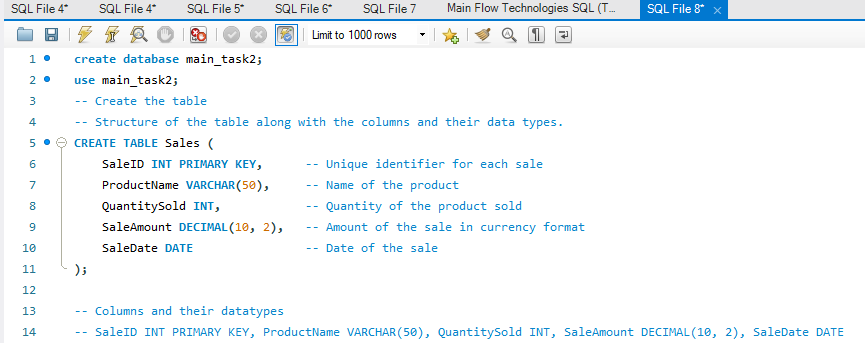 SQL File 4* SQL File 4* SQL File 5* SQL File 6* SQL File 7 Main Flow Technologies SQL (T... SQL File 8*
Limit to 1000 rows
1 create database main_task2;
2 use main_task2;
3 -- Create the table
4 -- Structure of the table along with the columns and their data types.
5 CREATE TABLE Sales (
6 SaleID INT PRIMARY KEY, -- Unique identifier for each sale
7 ProductName VARCHAR(50), -- Name of the product
8 QuantitySold INT, -- Quantity of the product sold
9 SaleAmount DECIMAL(10, 2), -- Amount of the sale in currency format
10 SaleDate DATE -- Date of the sale
11 );
12
13 -- Columns and their datatypes
14 -- SaleID INT PRIMARY KEY, ProductName VARCHAR(50), QuantitySold INT, SaleAmount DECIMAL(10, 2), SaleDate DATE